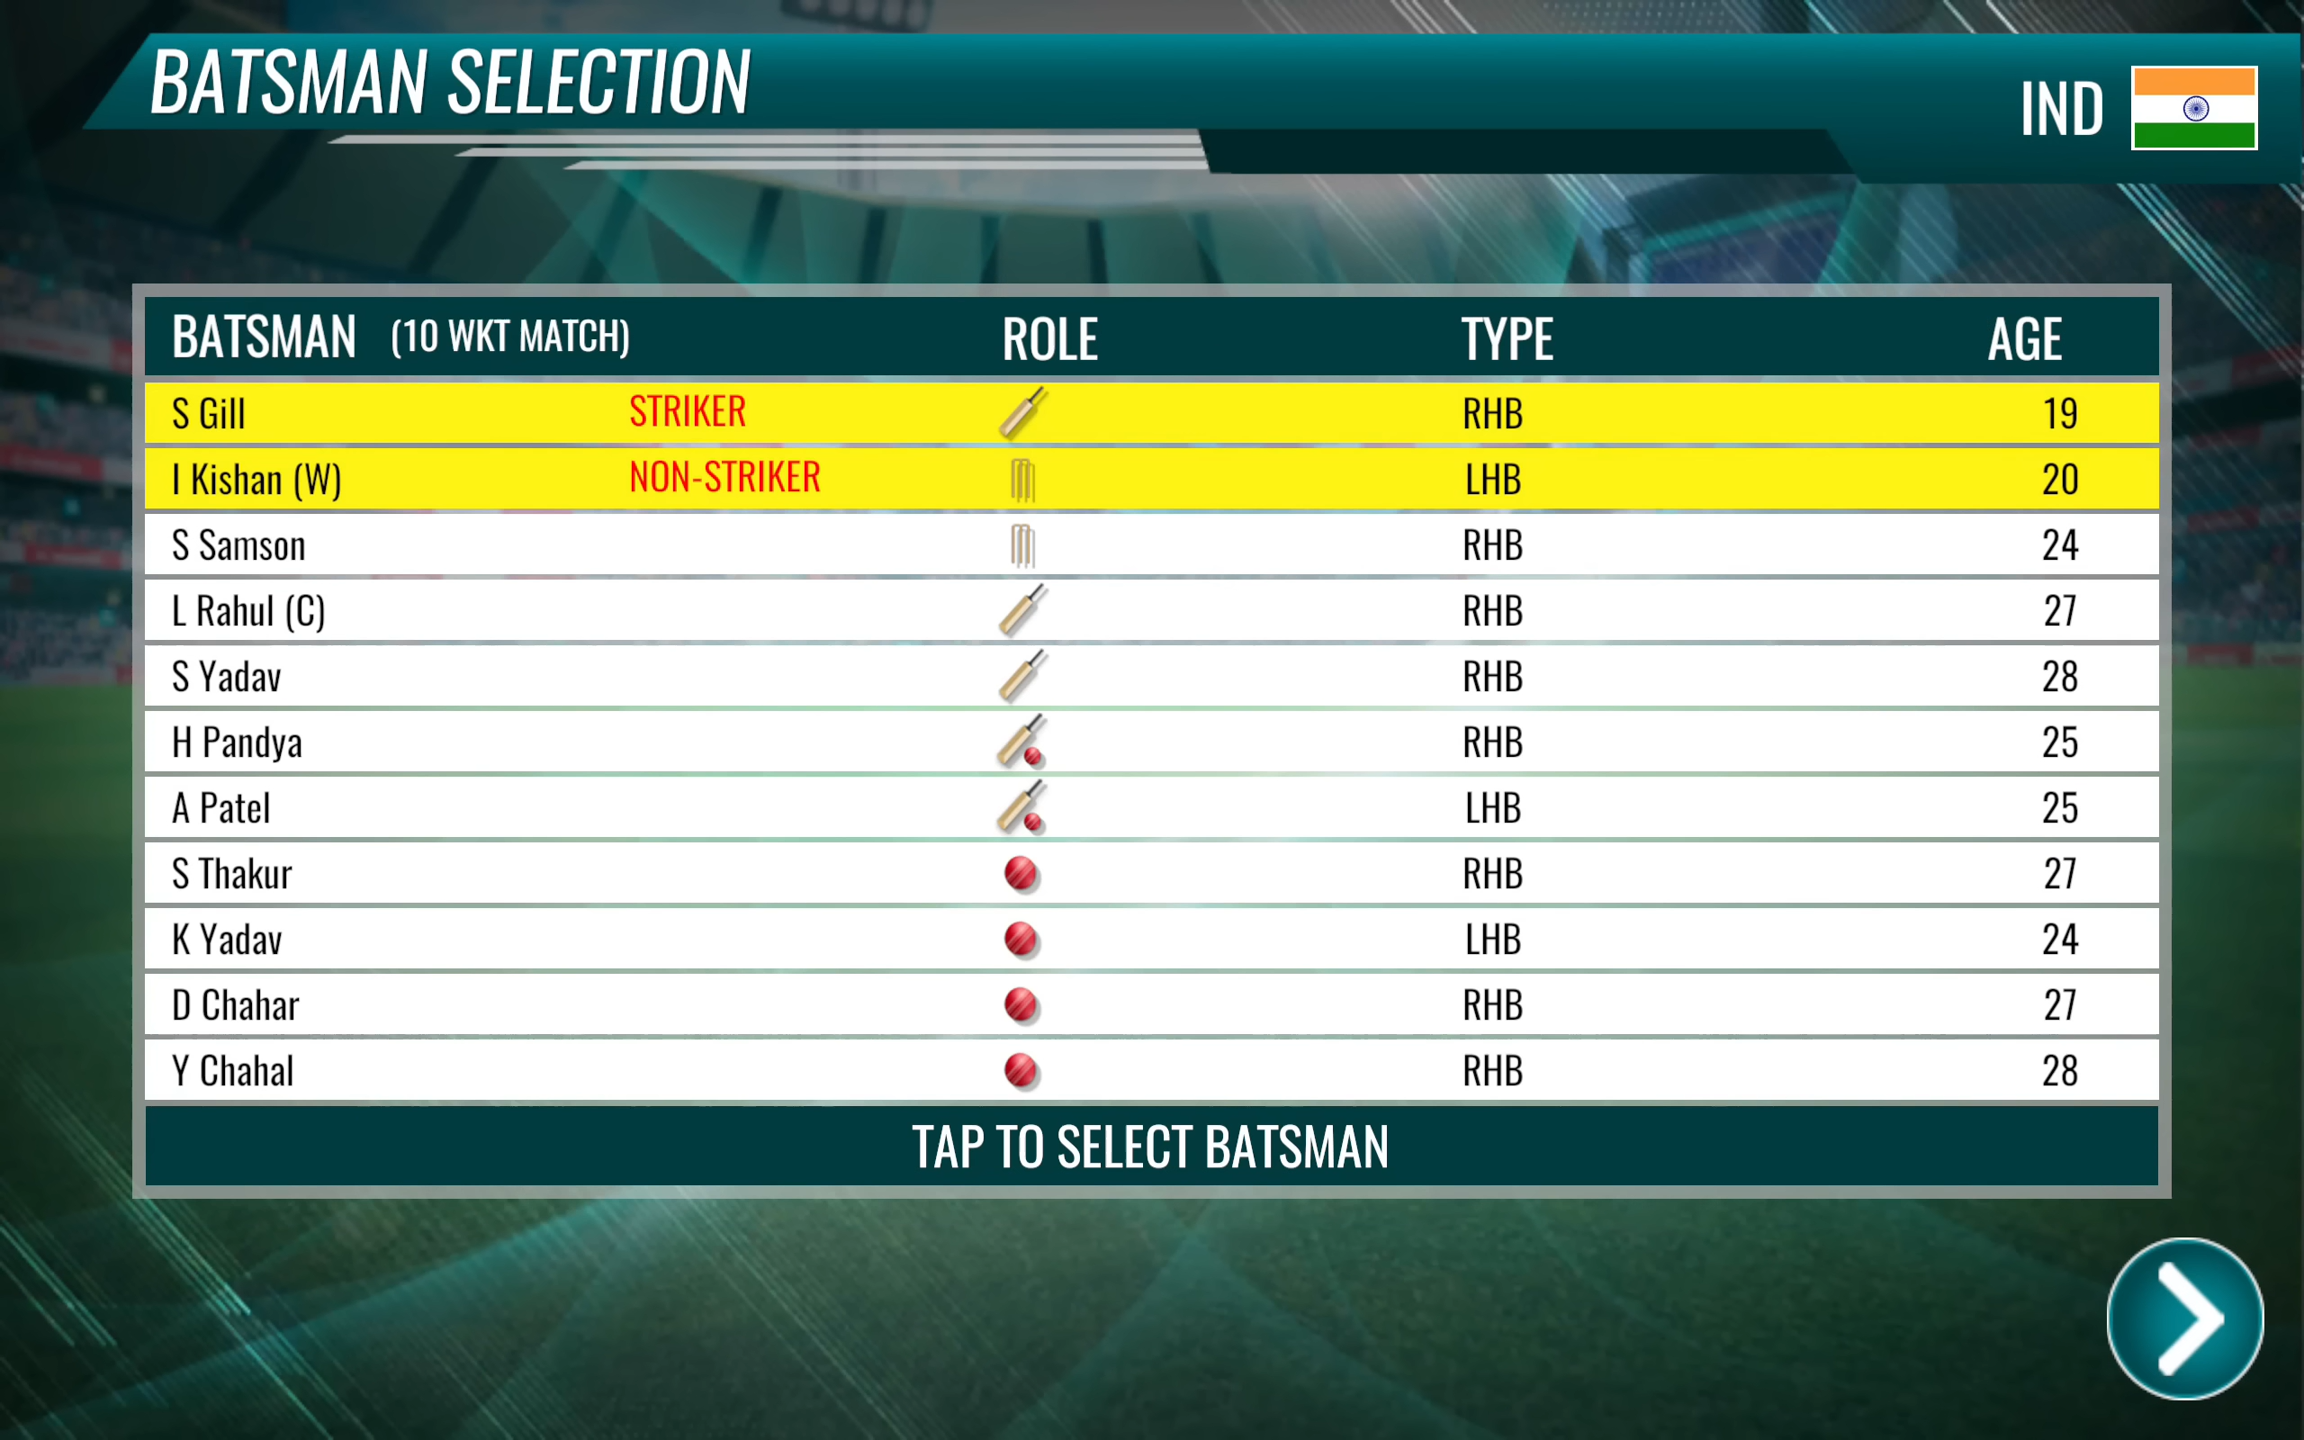 BATSMAN SELECTION
IND
BATSMAN (10 WKT MATCH) ROLE TYPE AGE
S Gill STRIKER RHB 19
I Kishan (W) NON-STRIKER LHB 20
S Samson RHB 24
L Rahul (C) RHB 27
S Yadav RHB 28
H Pandya RHB 25
A Patel LHB 25
S Thakur RHB 27
K Yadav LHB 24
D Chahar RHB 27
Y Chahal RHB 28
TAP TO SELECT BATSMAN